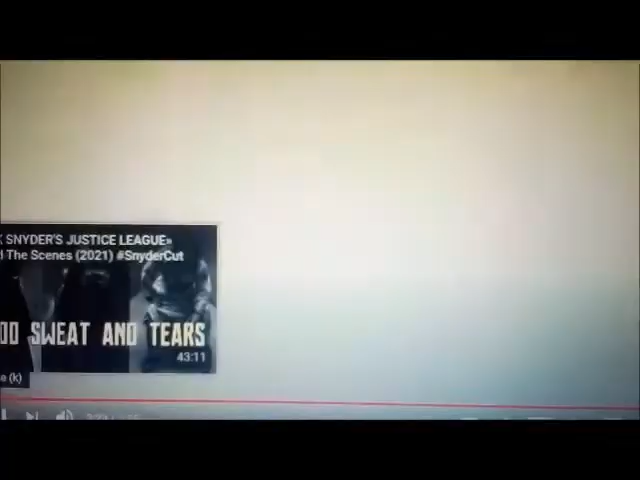 SNYDER'S JUSTICE LEAGUE»
The Scenes (2021) #SnyderCut
SWEAT AND TEARS
43:11
(k)